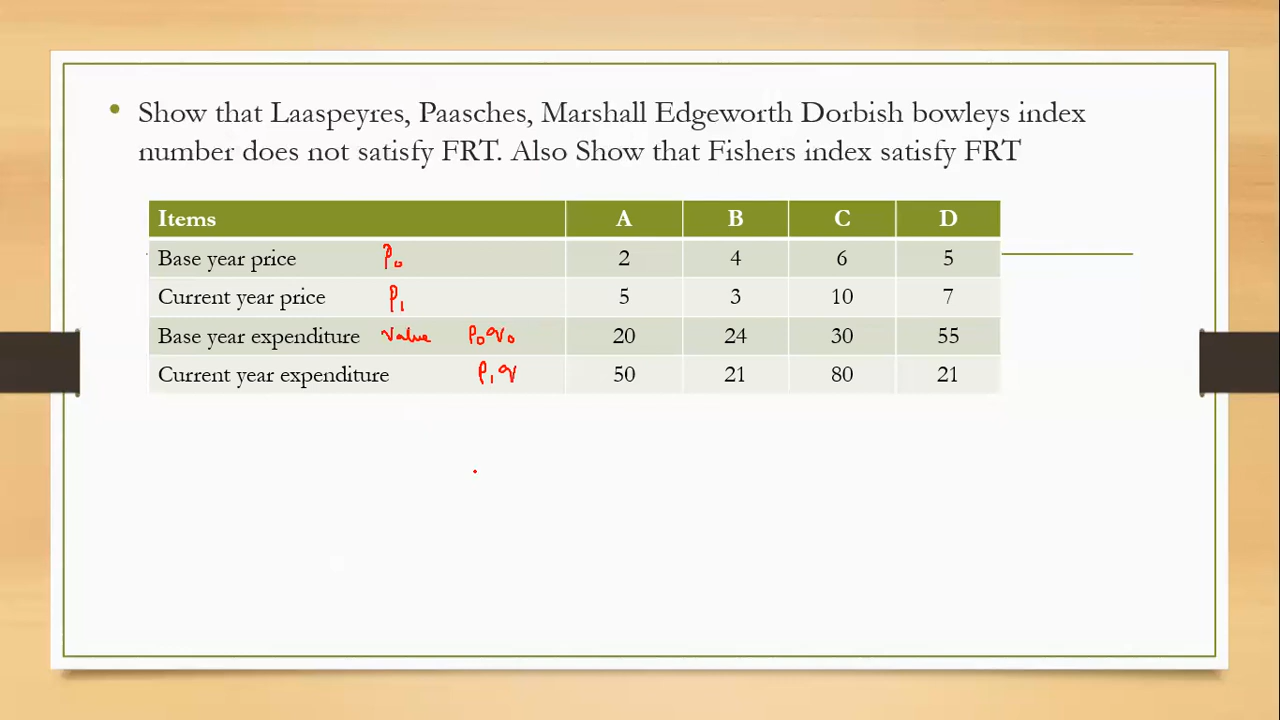 Show that Laaspeyres, Paasches, Marshall Edgeworth Dorbish bowleys index
number does not satisfy FRT. Also Show that Fishers index satisfy FRT
Items A B C D
Base year price P₀ 2 4 6 5
Current year price P₁ 5 3 10 7
Base year expenditure value P₀q₀ 20 24 30 55
Current year expenditure P₁q 50 21 80 21